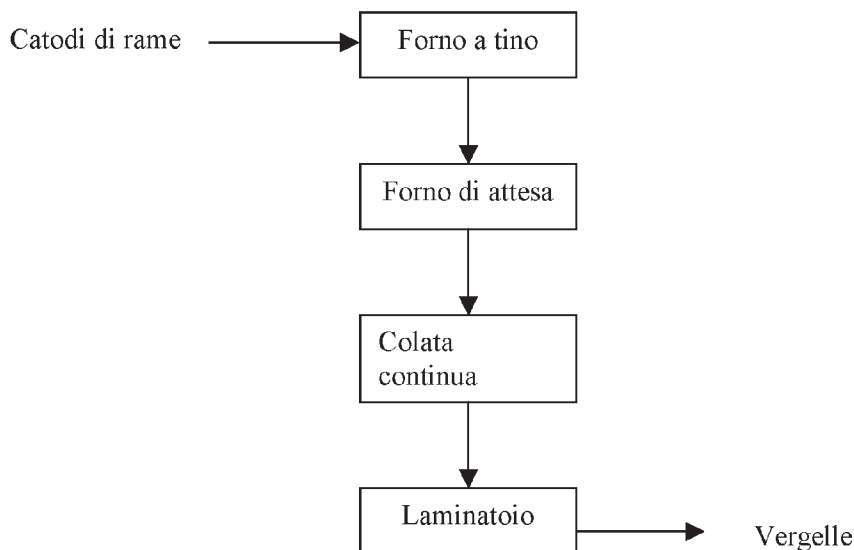 Catodi di rame
Forno a tino
Forno di attesa
Colata
continua
Laminatoio
Vergelle